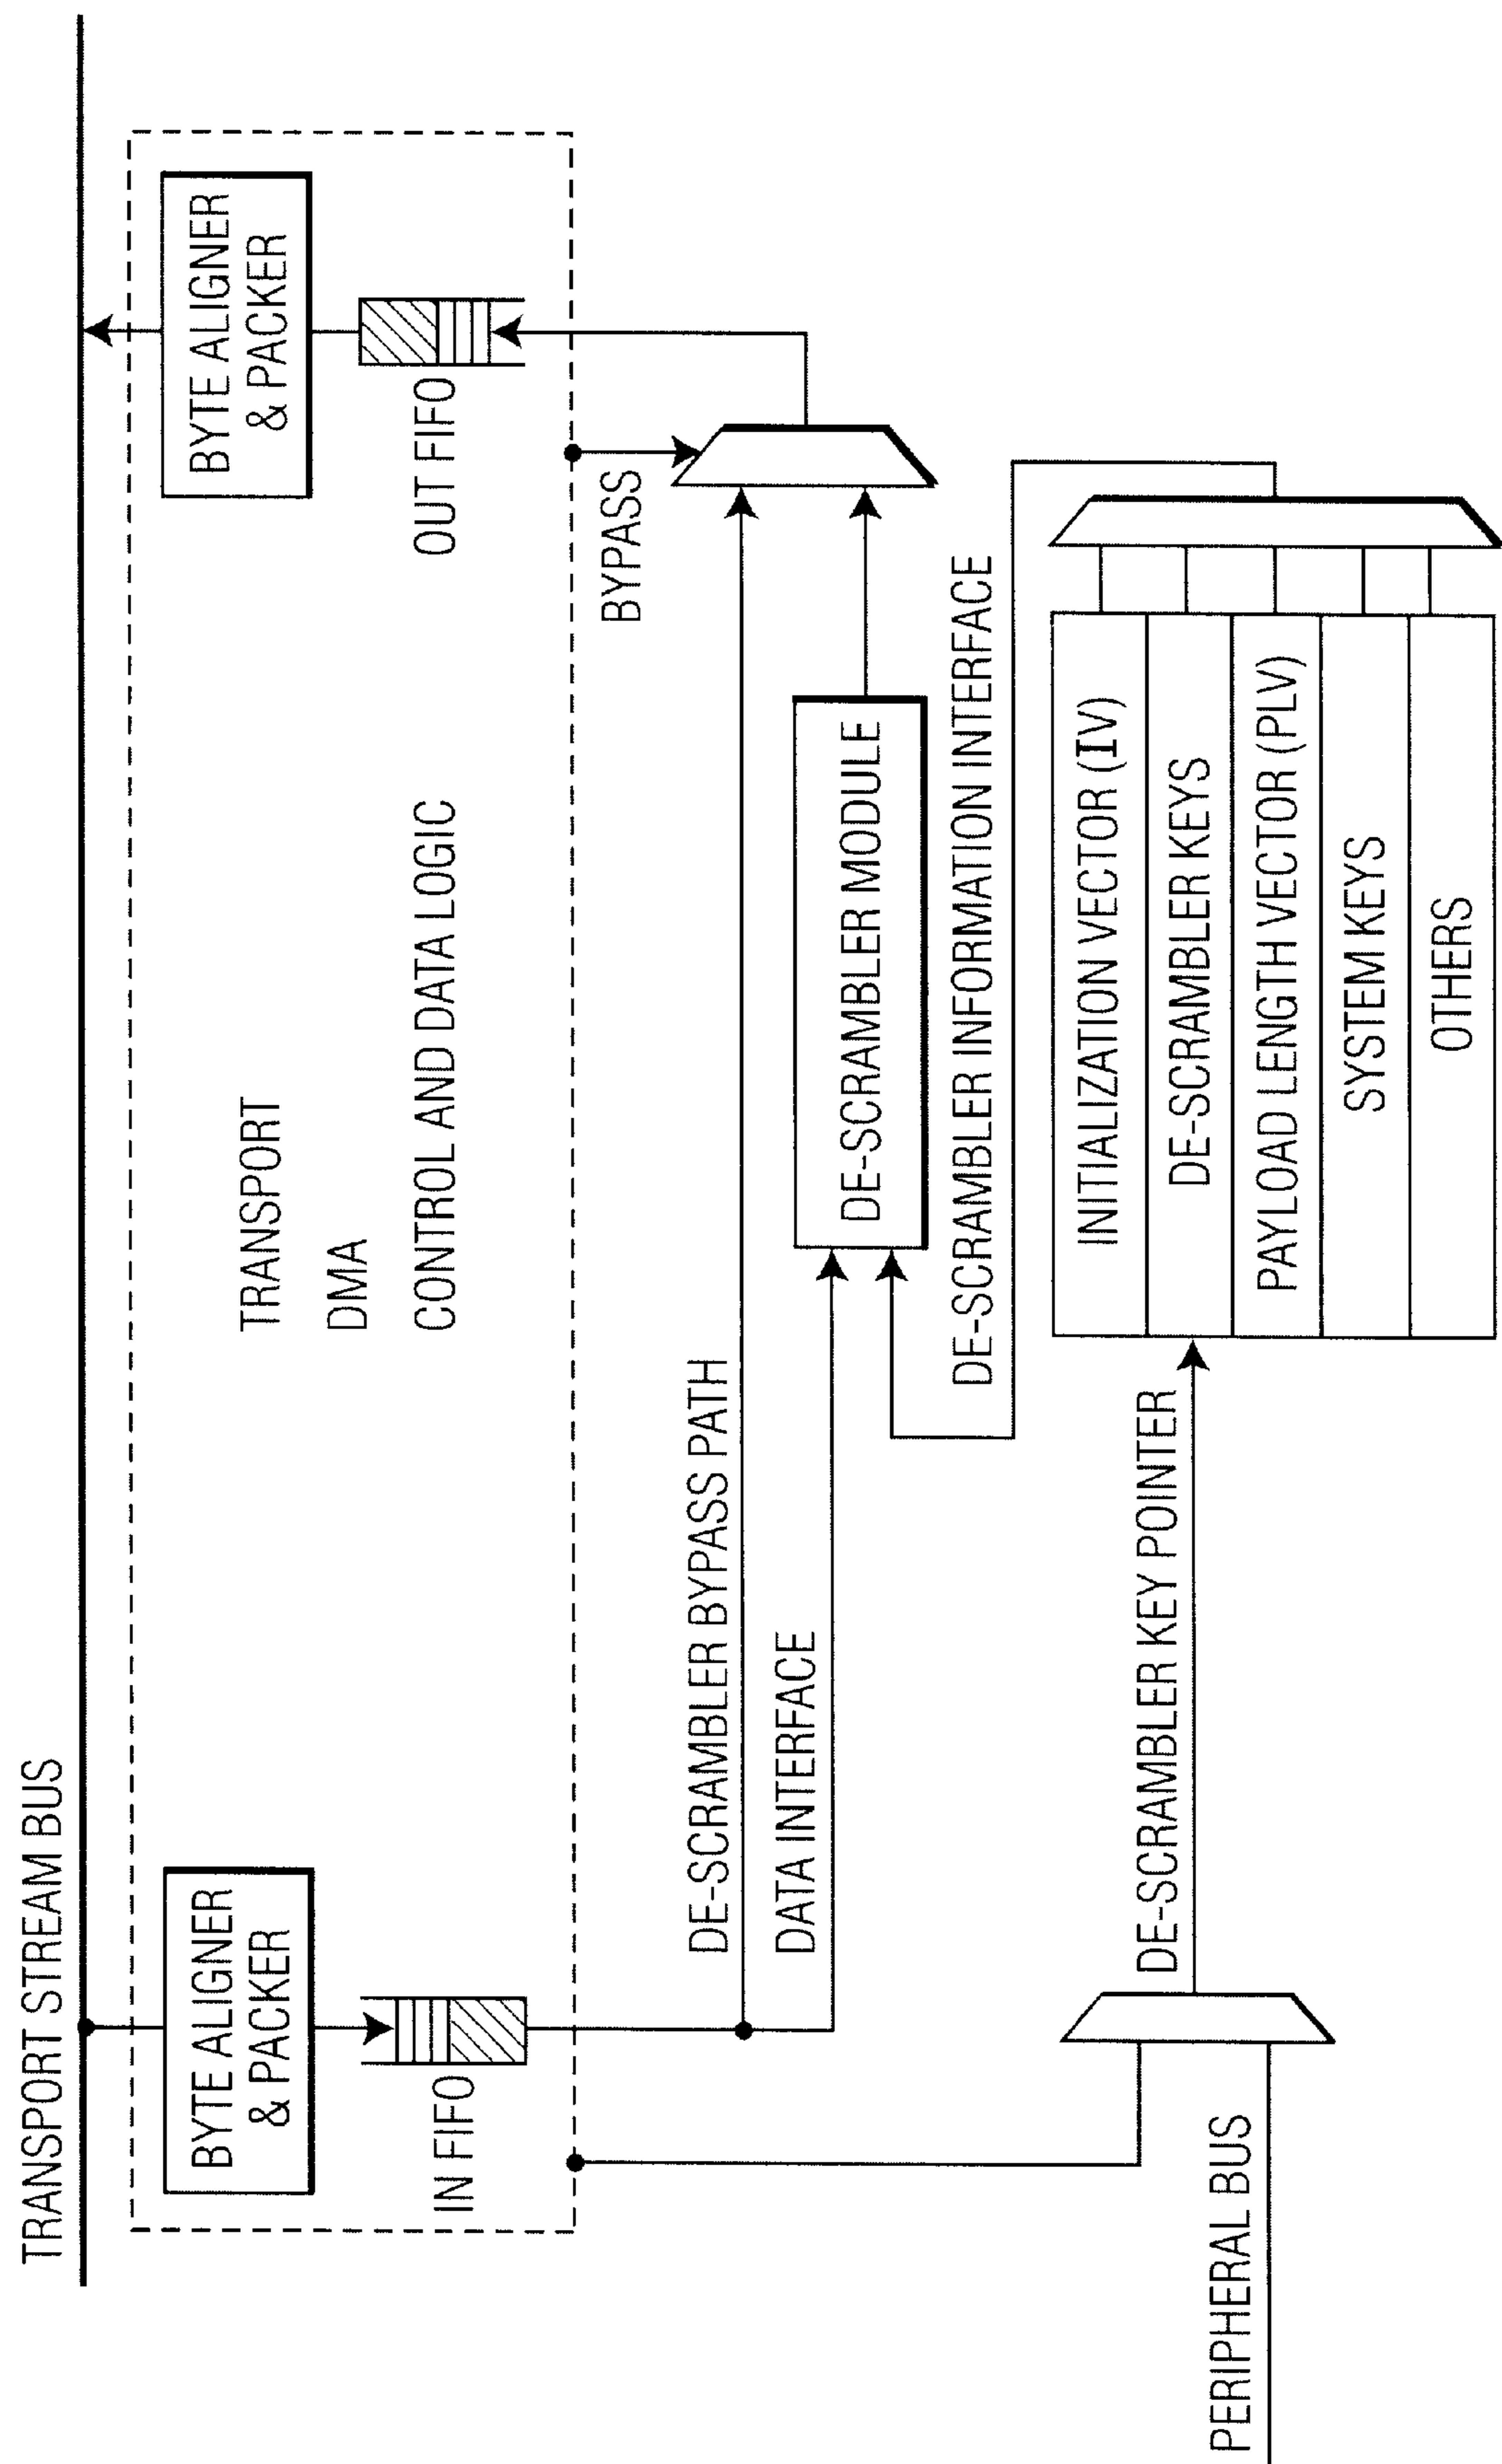 TRANSPORT STREAM BUS
BYTE ALIGNER
& PACKER
IN FIFO
TRANSPORT
DMA
CONTROL AND DATA LOGIC
BYTE ALIGNER
& PACKER
OUT FIFO
BYPASS
DE-SCRAMBLER BYPASS PATH
DATA INTERFACE
DE-SCRAMBLER MODULE
DE-SCRAMBLER INFORMATION INTERFACE
PERIPHERAL BUS
DE-SCRAMBLER KEY POINTER
INITIALIZATION VECTOR (IV)
DE-SCRAMBLER KEYS
PAYLOAD LENGTH VECTOR (PLV)
SYSTEM KEYS
OTHERS